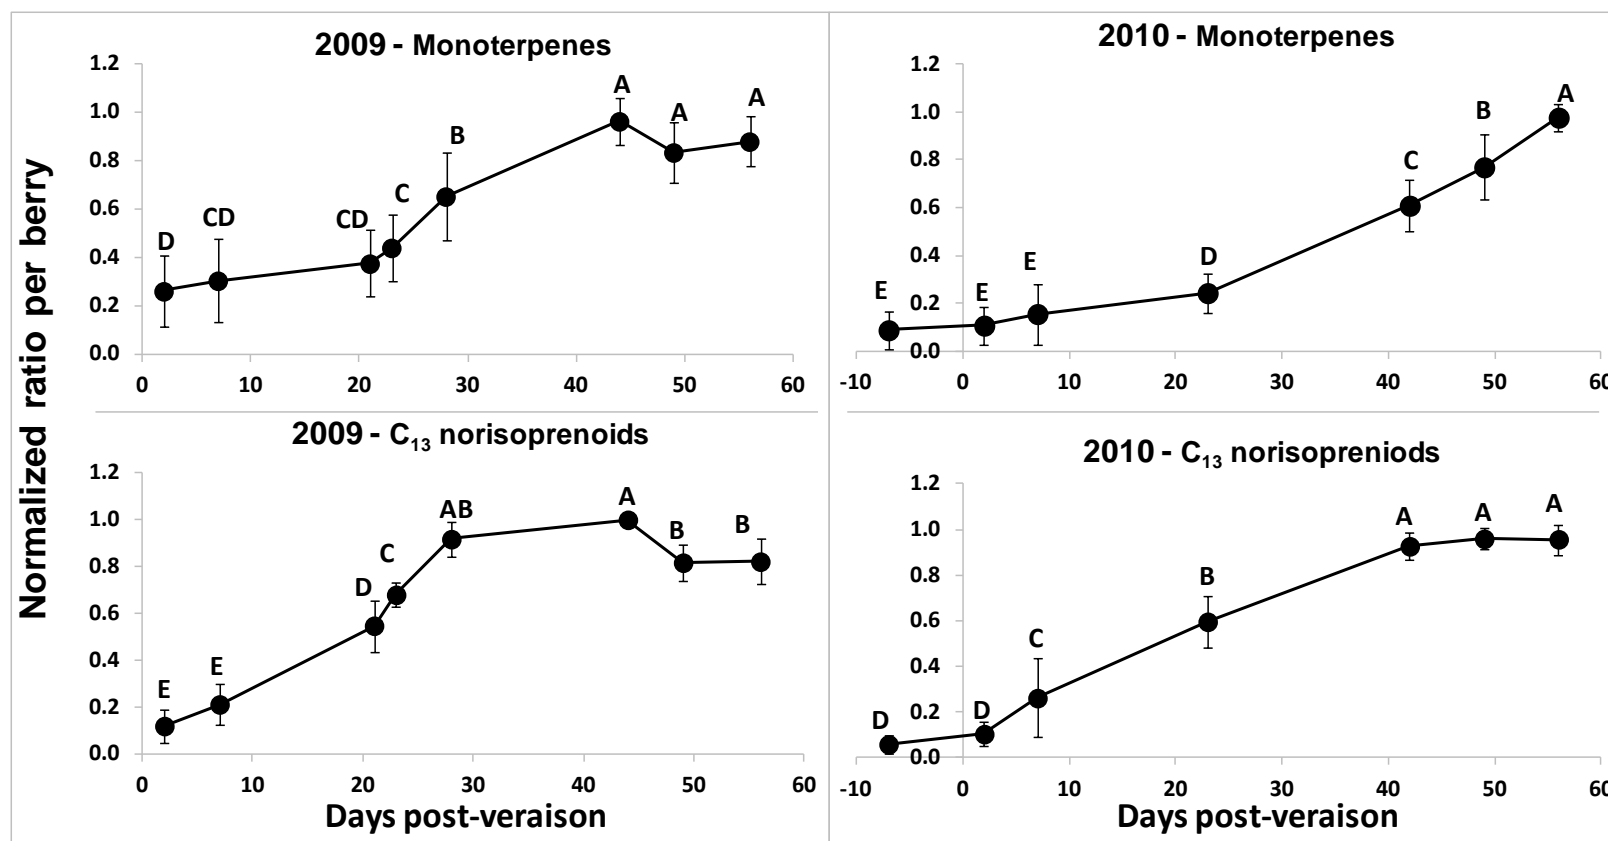 Normalized ratio per berry
2009 - Monoterpenes
1.2
1.0
0.8
0.6
0.4
0.2
0.0
D
CD
CD
C
B
A
A
A
0 10 20 30 40 50 60
2010 - Monoterpenes
1.2
1.0
0.8
0.6
0.4
0.2
0.0
E
E
E
D
C
B
A
-10 0 10 20 30 40 50 60
2009 - C13 norisoprenoids
1.2
1.0
0.8
0.6
0.4
0.2
0.0
E
E
D
C
AB
A
B
B
0 10 20 30 40 50 60
Days post-veraison
2010 - C13 norisopreniods
1.2
1.0
0.8
0.6
0.4
0.2
0.0
D
D
C
B
A
A
A
-10 0 10 20 30 40 50 60
Days post-veraison